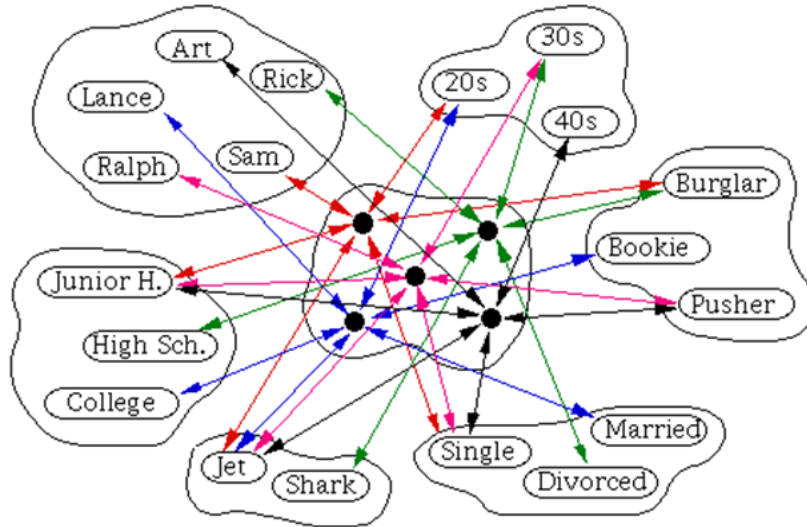 Art
Rick
Lance
Ralph
Sam
30s
20s
40s
Burglar
Bookie
Pusher
Junior H.
High Sch.
College
Jet
Shark
Single
Married
Divorced